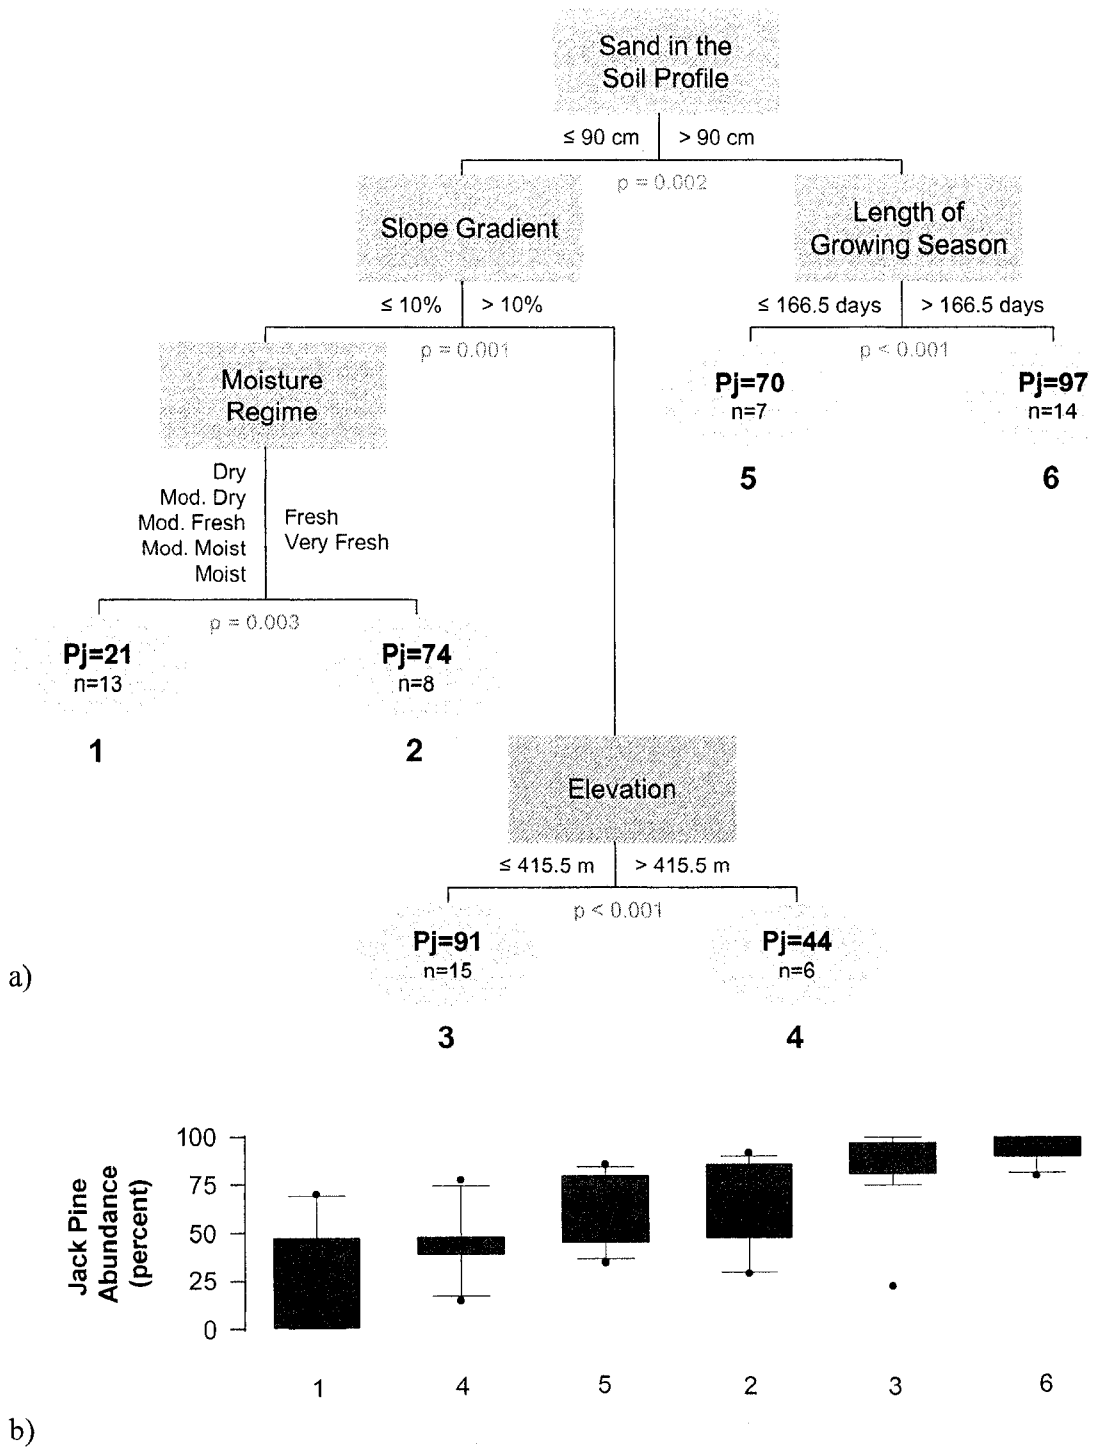 Sand in the
Soil Profile
≤ 90 cm > 90 cm
p = 0.002
Slope Gradient
Length of
Growing Season
≤ 10% > 10%
p = 0.001
≤ 166.5 days > 166.5 days
p < 0.001
Moisture
Regime
Pj=70
n=7
5
Pj=97
n=14
6
Dry
Mod. Dry
Mod. Fresh
Mod. Moist
Moist
Fresh
Very Fresh
p = 0.003
Pj=21
n=13
1
Pj=74
n=8
2
Elevation
≤ 415.5 m > 415.5 m
p < 0.001
Pj=91
n=15
3
Pj=44
n=6
4
a)
Jack Pine
Abundance
(percent)
100
75
50
25
0
1 4 5 2 3 6
b)